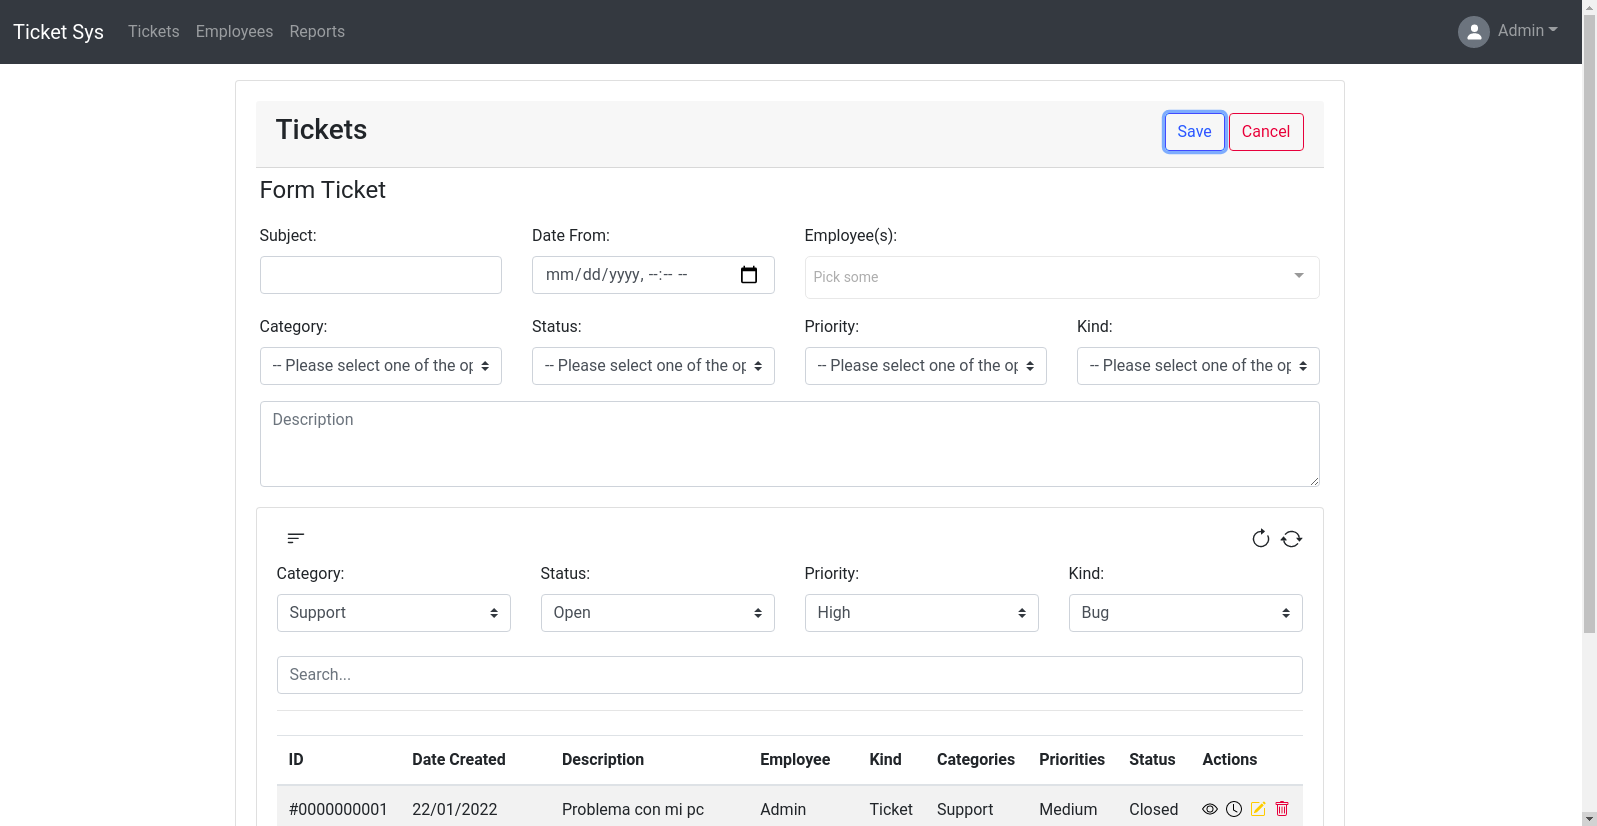 Ticket Sys Tickets Employees Reports Admin
Tickets Save Cancel
Form Ticket
Subject: Date From: Employee(s):
mm/dd/yyyy, --:-- -- Pick some
Category: Status: Priority: Kind:
-- Please select one of the op -- Please select one of the op -- Please select one of the op -- Please select one of the op
Description
Category: Status: Priority: Kind:
Support Open High Bug
Search...
ID Date Created Description Employee Kind Categories Priorities Status Actions
#0000000001 22/01/2022 Problema con mi pc Admin Ticket Support Medium Closed